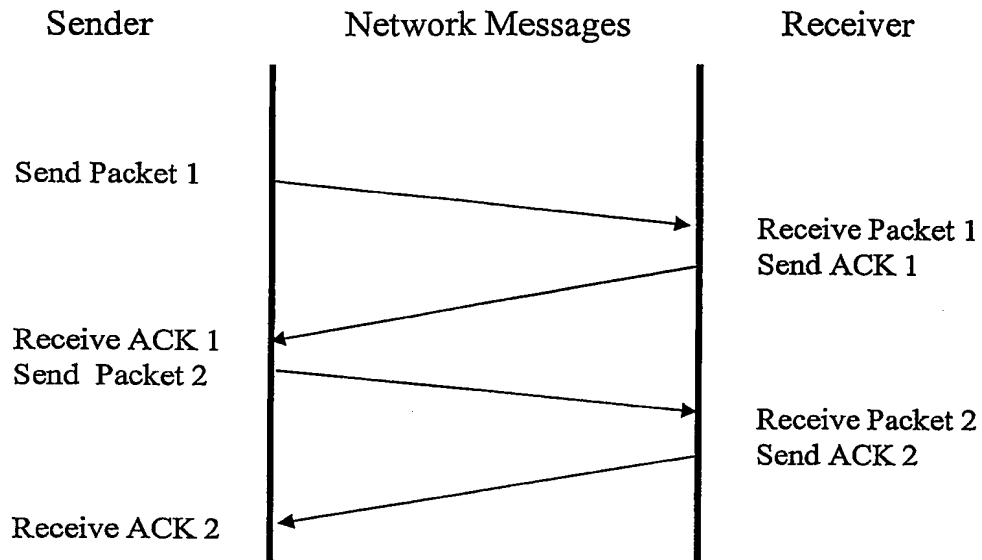 Sender Network Messages Receiver
Send Packet 1
Receive Packet 1
Send ACK 1
Receive ACK 1
Send Packet 2
Receive Packet 2
Send ACK 2
Receive ACK 2